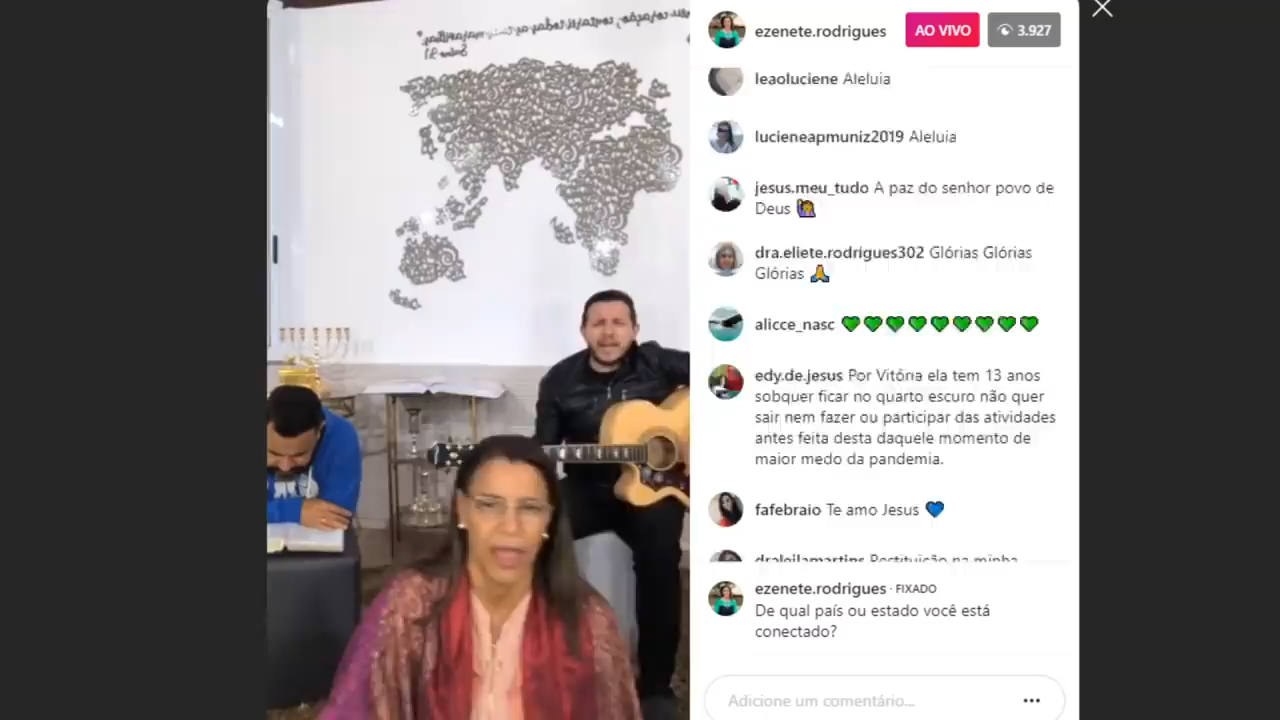 ezenete.rodrigues
AO VIVO
3.927
leaoluciene Aleluia
lucieneapmuniz2019 Aleluia
jesus.meu_tudo A paz do senhor povo de
Deus 🙋
dra.eliete.rodrigues302 Glórias Glórias
Glórias 🙏
alicce_nasc 💚💚💚💚💚💚💚💚💚
edy.de.jesus Por Vitória ela tem 13 anos
sobquer ficar no quarto escuro não quer
sair nem fazer ou participar das atividades
antes feita desta daquele momento de
maior medo da pandemia.
fafebraio Te amo Jesus 💙
draleilamartins Restituição na minha
ezenete.rodrigues · FIXADO
De qual país ou estado você está
conectado?
Adicione um comentário...